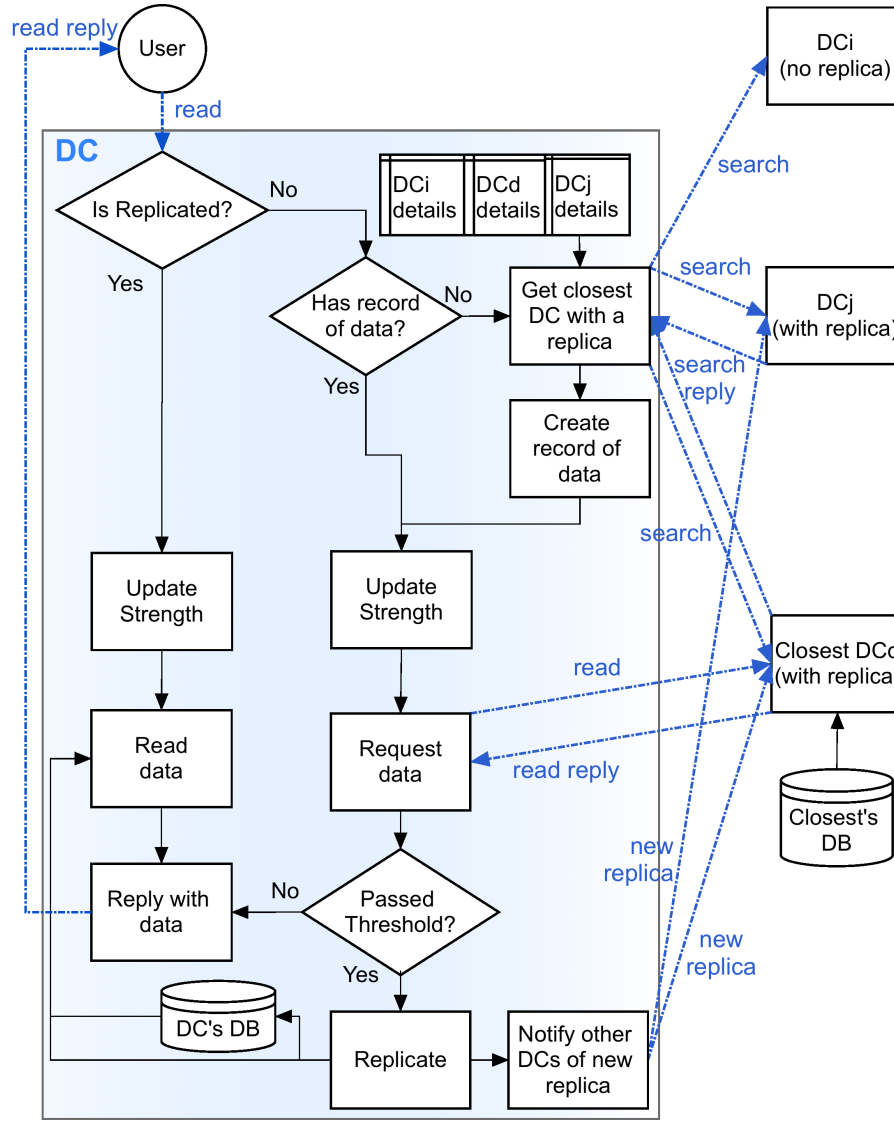 read reply
User
read
DCi
(no replica)
DC
Is Replicated?
No
DCi
details
DCd
details
DCj
details
search
Yes
Has record
of data?
No
Get closest
DC with a
replica
search
DCj
(with replica)
Yes
search
reply
Create
record of
data
search
Update
Strength
Update
Strength
Closest DCc
(with replica
read
Read
data
Request
data
read reply
Closest's
DB
new
replica
Reply with
data
No
Passed
Threshold?
new
replica
Yes
DC's DB
Replicate
Notify other
DCs of new
replica